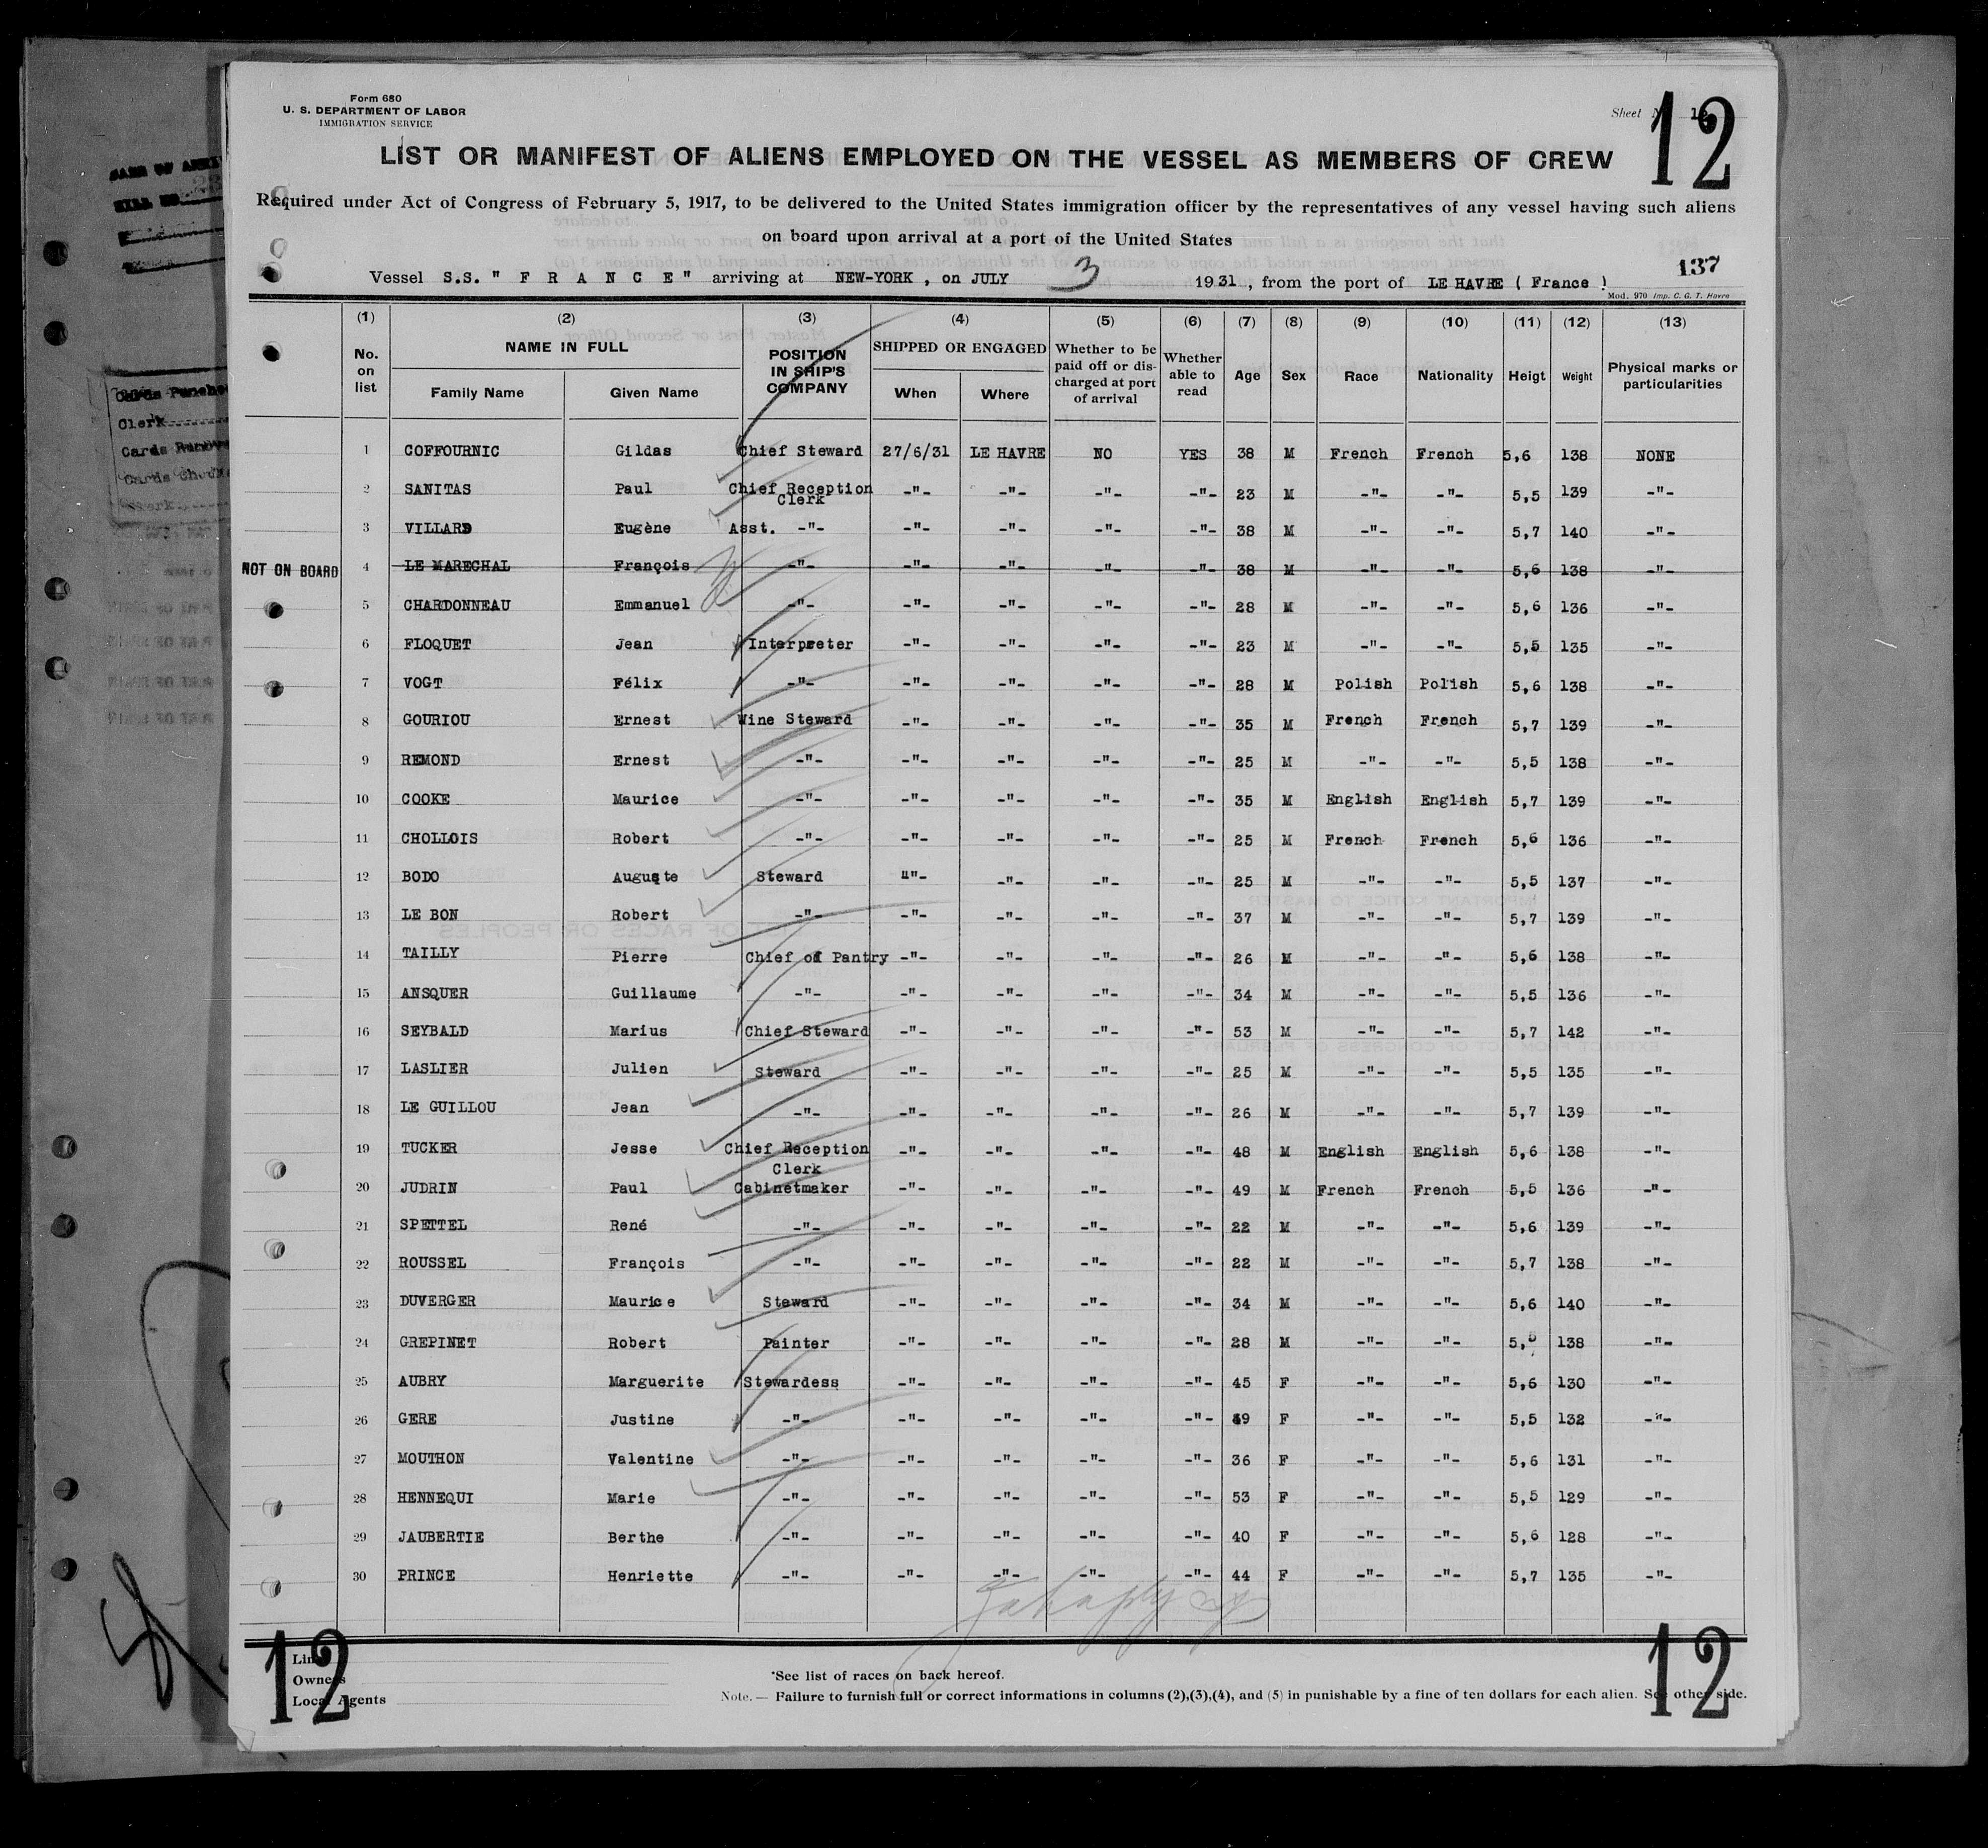 Form 680
U. S. DEPARTMENT OF LABOR
IMMIGRATION SERVICE
Sheet
12
LIST OR MANIFEST OF ALIENS EMPLOYED ON THE VESSEL AS MEMBERS OF CREW
Required under Act of Congress of February 5, 1917, to be delivered to the United States immigration officer by the representatives of any vessel having such aliens
on board upon arrival at a port of the United States
137
Vessel S.S. " F R A N C E " arriving at NEW-YORK , on JULY 3 1931 , from the port of LE HAVRE ( France )
Mod. 970 Imp. C. G. T. Havre
(1) (2) (3) (4) (5) (6) (7) (8) (9) (10) (11) (12) (13)
No. on list NAME IN FULL Family Name Given Name POSITION IN SHIP'S COMPANY SHIPPED OR ENGAGED When Where Whether to be paid off or discharged at port of arrival Whether able to read Age Sex Race Nationality Heigt Weight Physical marks or particularities
1 COFFOURNIC Gildas Chief Steward 27/6/31 LE HAVRE NO YES 38 M French French 5,6 138 NONE
2 SANITAS Paul Chief Reception Clerk -"- -"- -"- -"- 23 M -"- -"- 5,5 139 -"-
3 VILLARD Eugène Asst. -"- -"- -"- -"- -"- 38 M -"- -"- 5,7 140 -"-
NOT ON BOARD 4 LE MARECHAL François -"- -"- -"- -"- -"- 38 M -"- -"- 5,6 138 -"-
5 CHARDONNEAU Emmanuel -"- -"- -"- -"- -"- 28 M -"- -"- 5,6 136 -"-
6 FLOQUET Jean Interpreter -"- -"- -"- -"- 23 M -"- -"- 5,5 135 -"-
7 VOGT Félix -"- -"- -"- -"- -"- 28 M Polish Polish 5,6 138 -"-
8 GOURIOU Ernest Wine Steward -"- -"- -"- -"- 35 M French French 5,7 139 -"-
9 REMOND Ernest -"- -"- -"- -"- -"- 25 M -"- -"- 5,5 138 -"-
10 COOKE Maurice -"- -"- -"- -"- -"- 35 M English English 5,7 139 -"-
11 CHOLLOIS Robert -"- -"- -"- -"- -"- 25 M French French 5,6 136 -"-
12 BODO Auguste Steward -"- -"- -"- -"- 25 M -"- -"- 5,5 137 -"-
13 LE BON Robert -"- -"- -"- -"- -"- 37 M -"- -"- 5,7 139 -"-
14 TAILLY Pierre Chief of Pantry -"- -"- -"- -"- 26 M -"- -"- 5,6 138 -"-
15 ANSQUER Guillaume -"- -"- -"- -"- -"- 34 M -"- -"- 5,5 136 -"-
16 SEYBALD Marius Chief Steward -"- -"- -"- -"- 53 M -"- -"- 5,7 142 -"-
17 LASLIER Julien Steward -"- -"- -"- -"- 25 M -"- -"- 5,5 135 -"-
18 LE GUILLOU Jean -"- -"- -"- -"- -"- 26 M -"- -"- 5,7 139 -"-
19 TUCKER Jesse Chief Reception Clerk -"- -"- -"- -"- 48 M English English 5,6 138 -"-
20 JUDRIN Paul Cabinetmaker -"- -"- -"- -"- 49 M French French 5,5 136 -"-
21 SPETTEL René -"- -"- -"- -"- -"- 22 M -"- -"- 5,6 139 -"-
22 ROUSSEL François -"- -"- -"- -"- -"- 22 M -"- -"- 5,7 138 -"-
23 DUVERGER Maurice Steward -"- -"- -"- -"- 34 M -"- -"- 5,6 140 -"-
24 GREPINET Robert Painter -"- -"- -"- -"- 28 M -"- -"- 5,5 138 -"-
25 AUBRY Marguerite Stewardess -"- -"- -"- -"- 45 F -"- -"- 5,6 130 -"-
26 GERE Justine -"- -"- -"- -"- -"- 49 F -"- -"- 5,5 132 -"-
27 MOUTHON Valentine -"- -"- -"- -"- -"- 36 F -"- -"- 5,6 131 -"-
28 HENNEQUI Marie -"- -"- -"- -"- -"- 53 F -"- -"- 5,5 129 -"-
29 JAUBERTIE Berthe -"- -"- -"- -"- -"- 40 F -"- -"- 5,6 128 -"-
30 PRINCE Henriette -"- -"- -"- -"- -"- 44 F -"- -"- 5,7 135 -"-
12
12
Owners
Local Agents
*See list of races on back hereof.
Note. — Failure to furnish full or correct informations in columns (2),(3),(4), and (5) in punishable by a fine of ten dollars for each alien. See other side.
Clerk